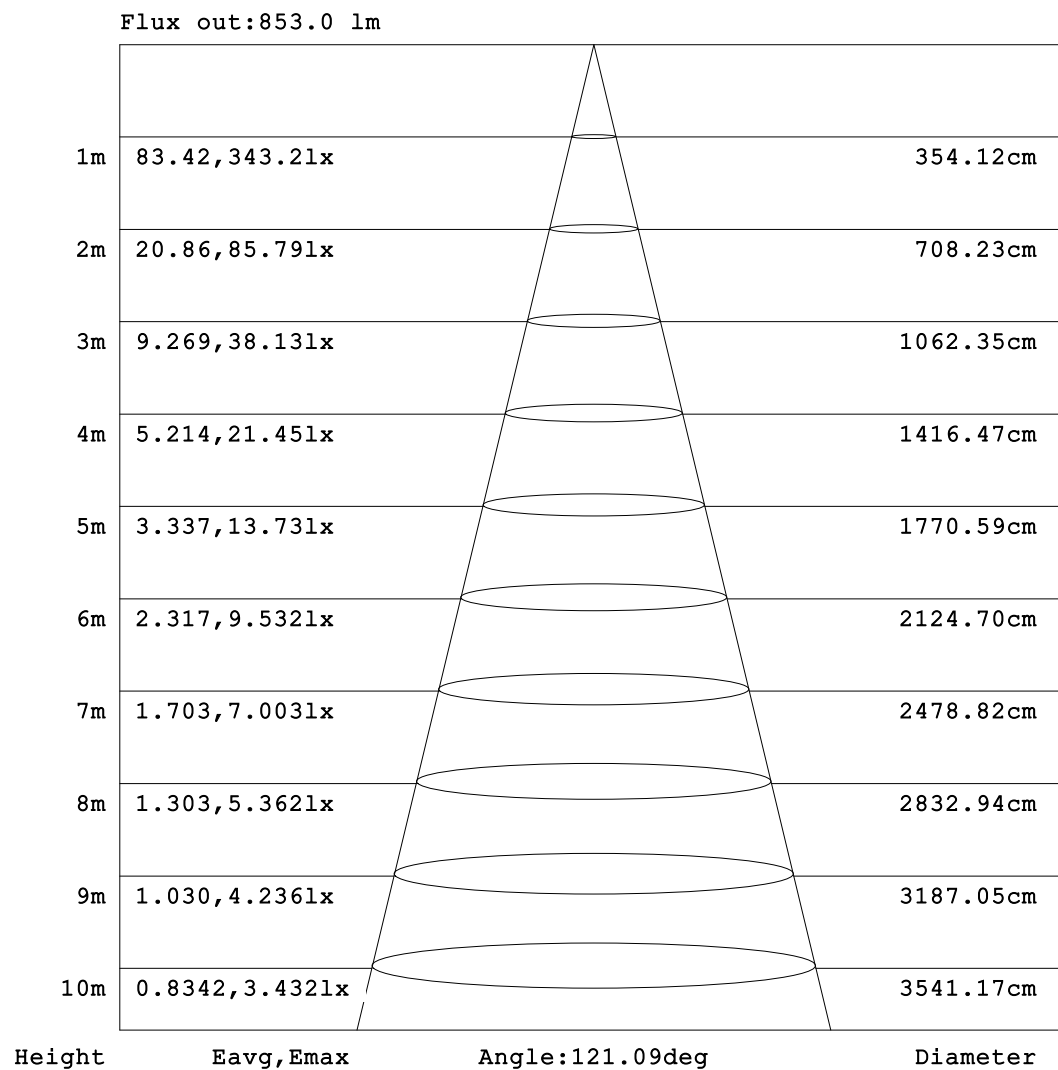 Flux out:853.0 lm
1m 83.42,343.2lx 354.12cm
2m 20.86,85.79lx 708.23cm
3m 9.269,38.13lx 1062.35cm
4m 5.214,21.45lx 1416.47cm
5m 3.337,13.73lx 1770.59cm
6m 2.317,9.532lx 2124.70cm
7m 1.703,7.003lx 2478.82cm
8m 1.303,5.362lx 2832.94cm
9m 1.030,4.236lx 3187.05cm
10m 0.8342,3.432lx 3541.17cm
Height Eavg,Emax Angle:121.09deg Diameter